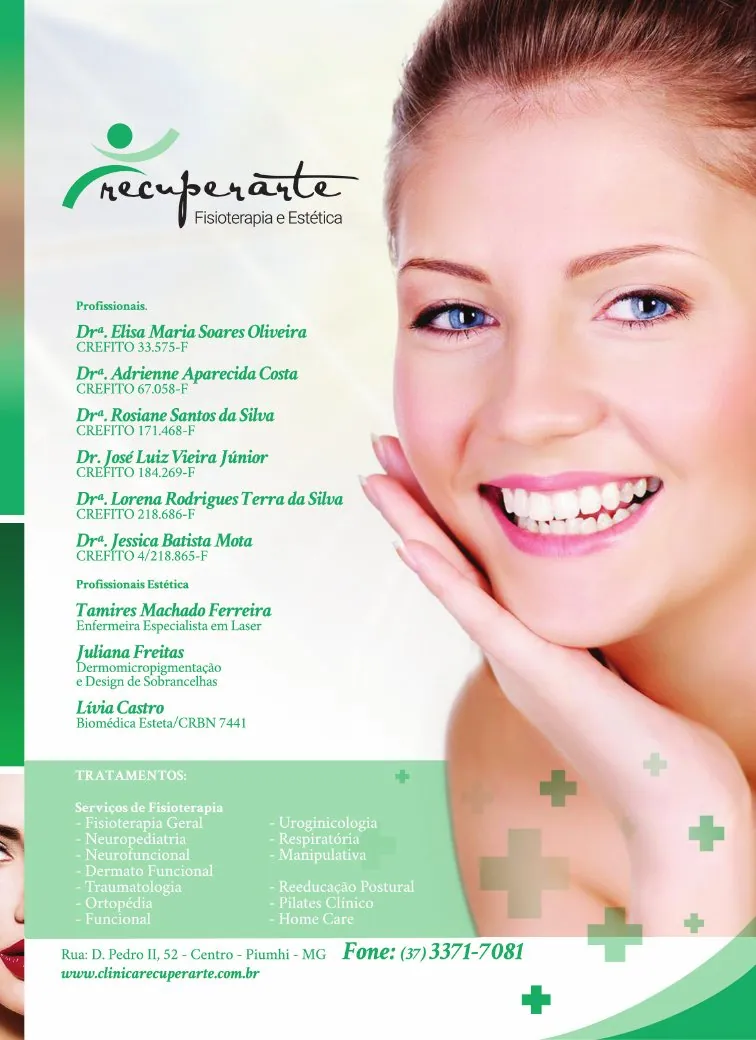 recuperarte
Fisioterapia e Estética
Profissionais.
Drª. Elisa Maria Soares Oliveira
CREFITO 33.575-F
Drª. Adrienne Aparecida Costa
CREFITO 67.058-F
Drª. Rosiane Santos da Silva
CREFITO 171.468-F
Dr. José Luiz Vieira Júnior
CREFITO 184.269-F
Drª. Lorena Rodrigues Terra da Silva
CREFITO 218.686-F
Drª. Jessica Batista Mota
CREFITO 4/218.865-F
Profissionais Estética
Tamires Machado Ferreira
Enfermeira Especialista em Laser
Juliana Freitas
Dermomicropigmentação
e Design de Sobrancelhas
Lívia Castro
Biomédica Esteta/CRBN 7441
TRATAMENTOS:
Serviços de Fisioterapia
- Fisioterapia Geral
- Neuropediatria
- Neurofuncional
- Dermato Funcional
- Traumatologia
- Ortopédia
- Funcional
- Uroginicologia
- Respiratória
- Manipulativa
- Reeducação Postural
- Pilates Clínico
- Home Care
Rua: D. Pedro II, 52 - Centro - Piumhi - MG Fone: (37) 3371-7081
www.clinicarecuperarte.com.br